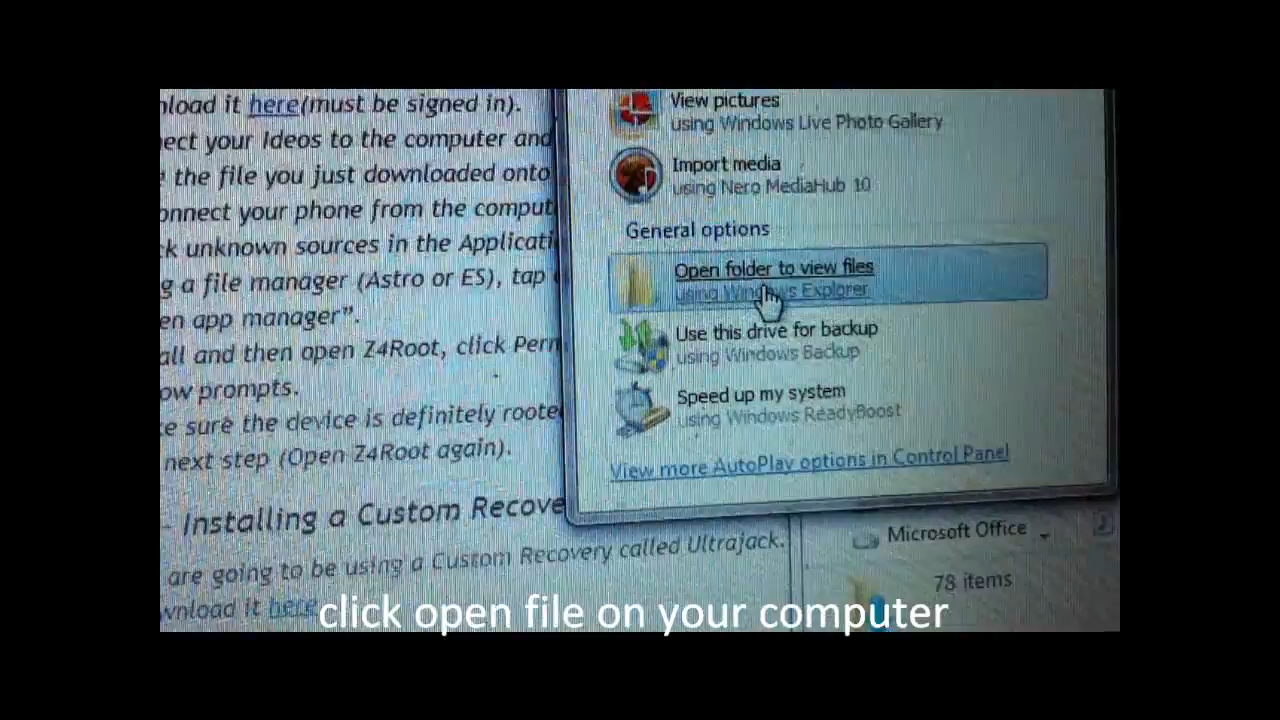 nload it here(must be signed in).
ect your Ideos to the computer and
the file you just downloaded onto
onnect your phone from the comput
k unknown sources in the Applicati
g a file manager (Astro or ES), tap
en app manager”.
all and then open Z4Root, click Perm
ow prompts.
e sure the device is definitely roote
next step (Open Z4Root again).
- Installing a Custom Recove
are going to be using a Custom Recovery called Ultrajack.
wnload it here
View pictures
using Windows Live Photo Gallery
Import media
using Nero MediaHub 10
General options
Open folder to view files
using Windows Explorer
Use this drive for backup
using Windows Backup
Speed up my system
using Windows ReadyBoost
View more AutoPlay options in Control Panel
Microsoft Office
78 items
click open file on your computer